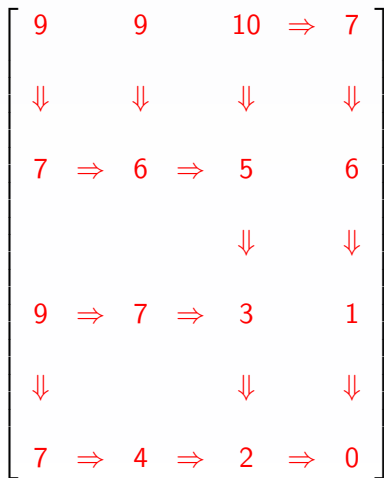 9 9 10 ⇒ 7
⇓ ⇓ ⇓ ⇓
7 ⇒ 6 ⇒ 5 6
⇓ ⇓
9 ⇒ 7 ⇒ 3 1
⇓ ⇓ ⇓
7 ⇒ 4 ⇒ 2 ⇒ 0